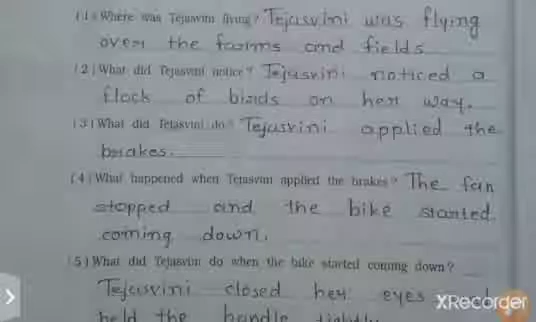 (1) Where was Tejasvini flying? Tejasvini was flying
over the farms and fields
(2) What did Tejasvini notice? Tejasvini noticed a
flock of birds on her way.
(3) What did Tejasvini do? Tejasvini applied the
brakes.
(4) What happened when Tejasvini applied the brakes? The fan
stopped and the bike started
coming down.
(5) What did Tejasvini do when the bike started coming down?
Tejasvini closed her eyes
held the handle tightly
XRecorder